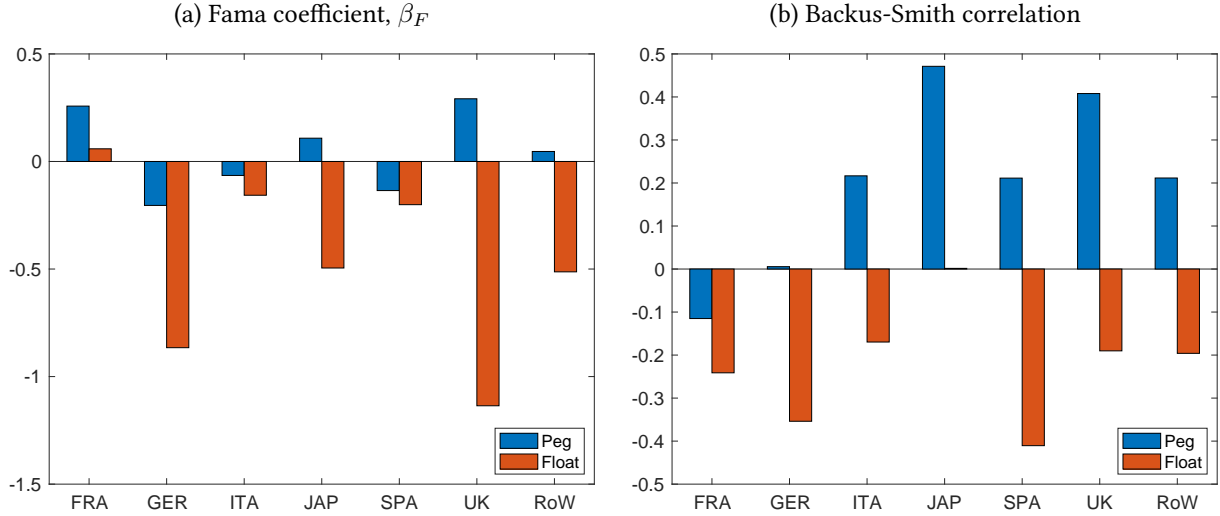 (a) Fama coefficient, β_F
0.5
0
-0.5
-1
-1.5
FRA GER ITA JAP SPA UK RoW
Peg
Float
(b) Backus-Smith correlation
0.5
0.4
0.3
0.2
0.1
0
-0.1
-0.2
-0.3
-0.4
-0.5
FRA GER ITA JAP SPA UK RoW
Peg
Float